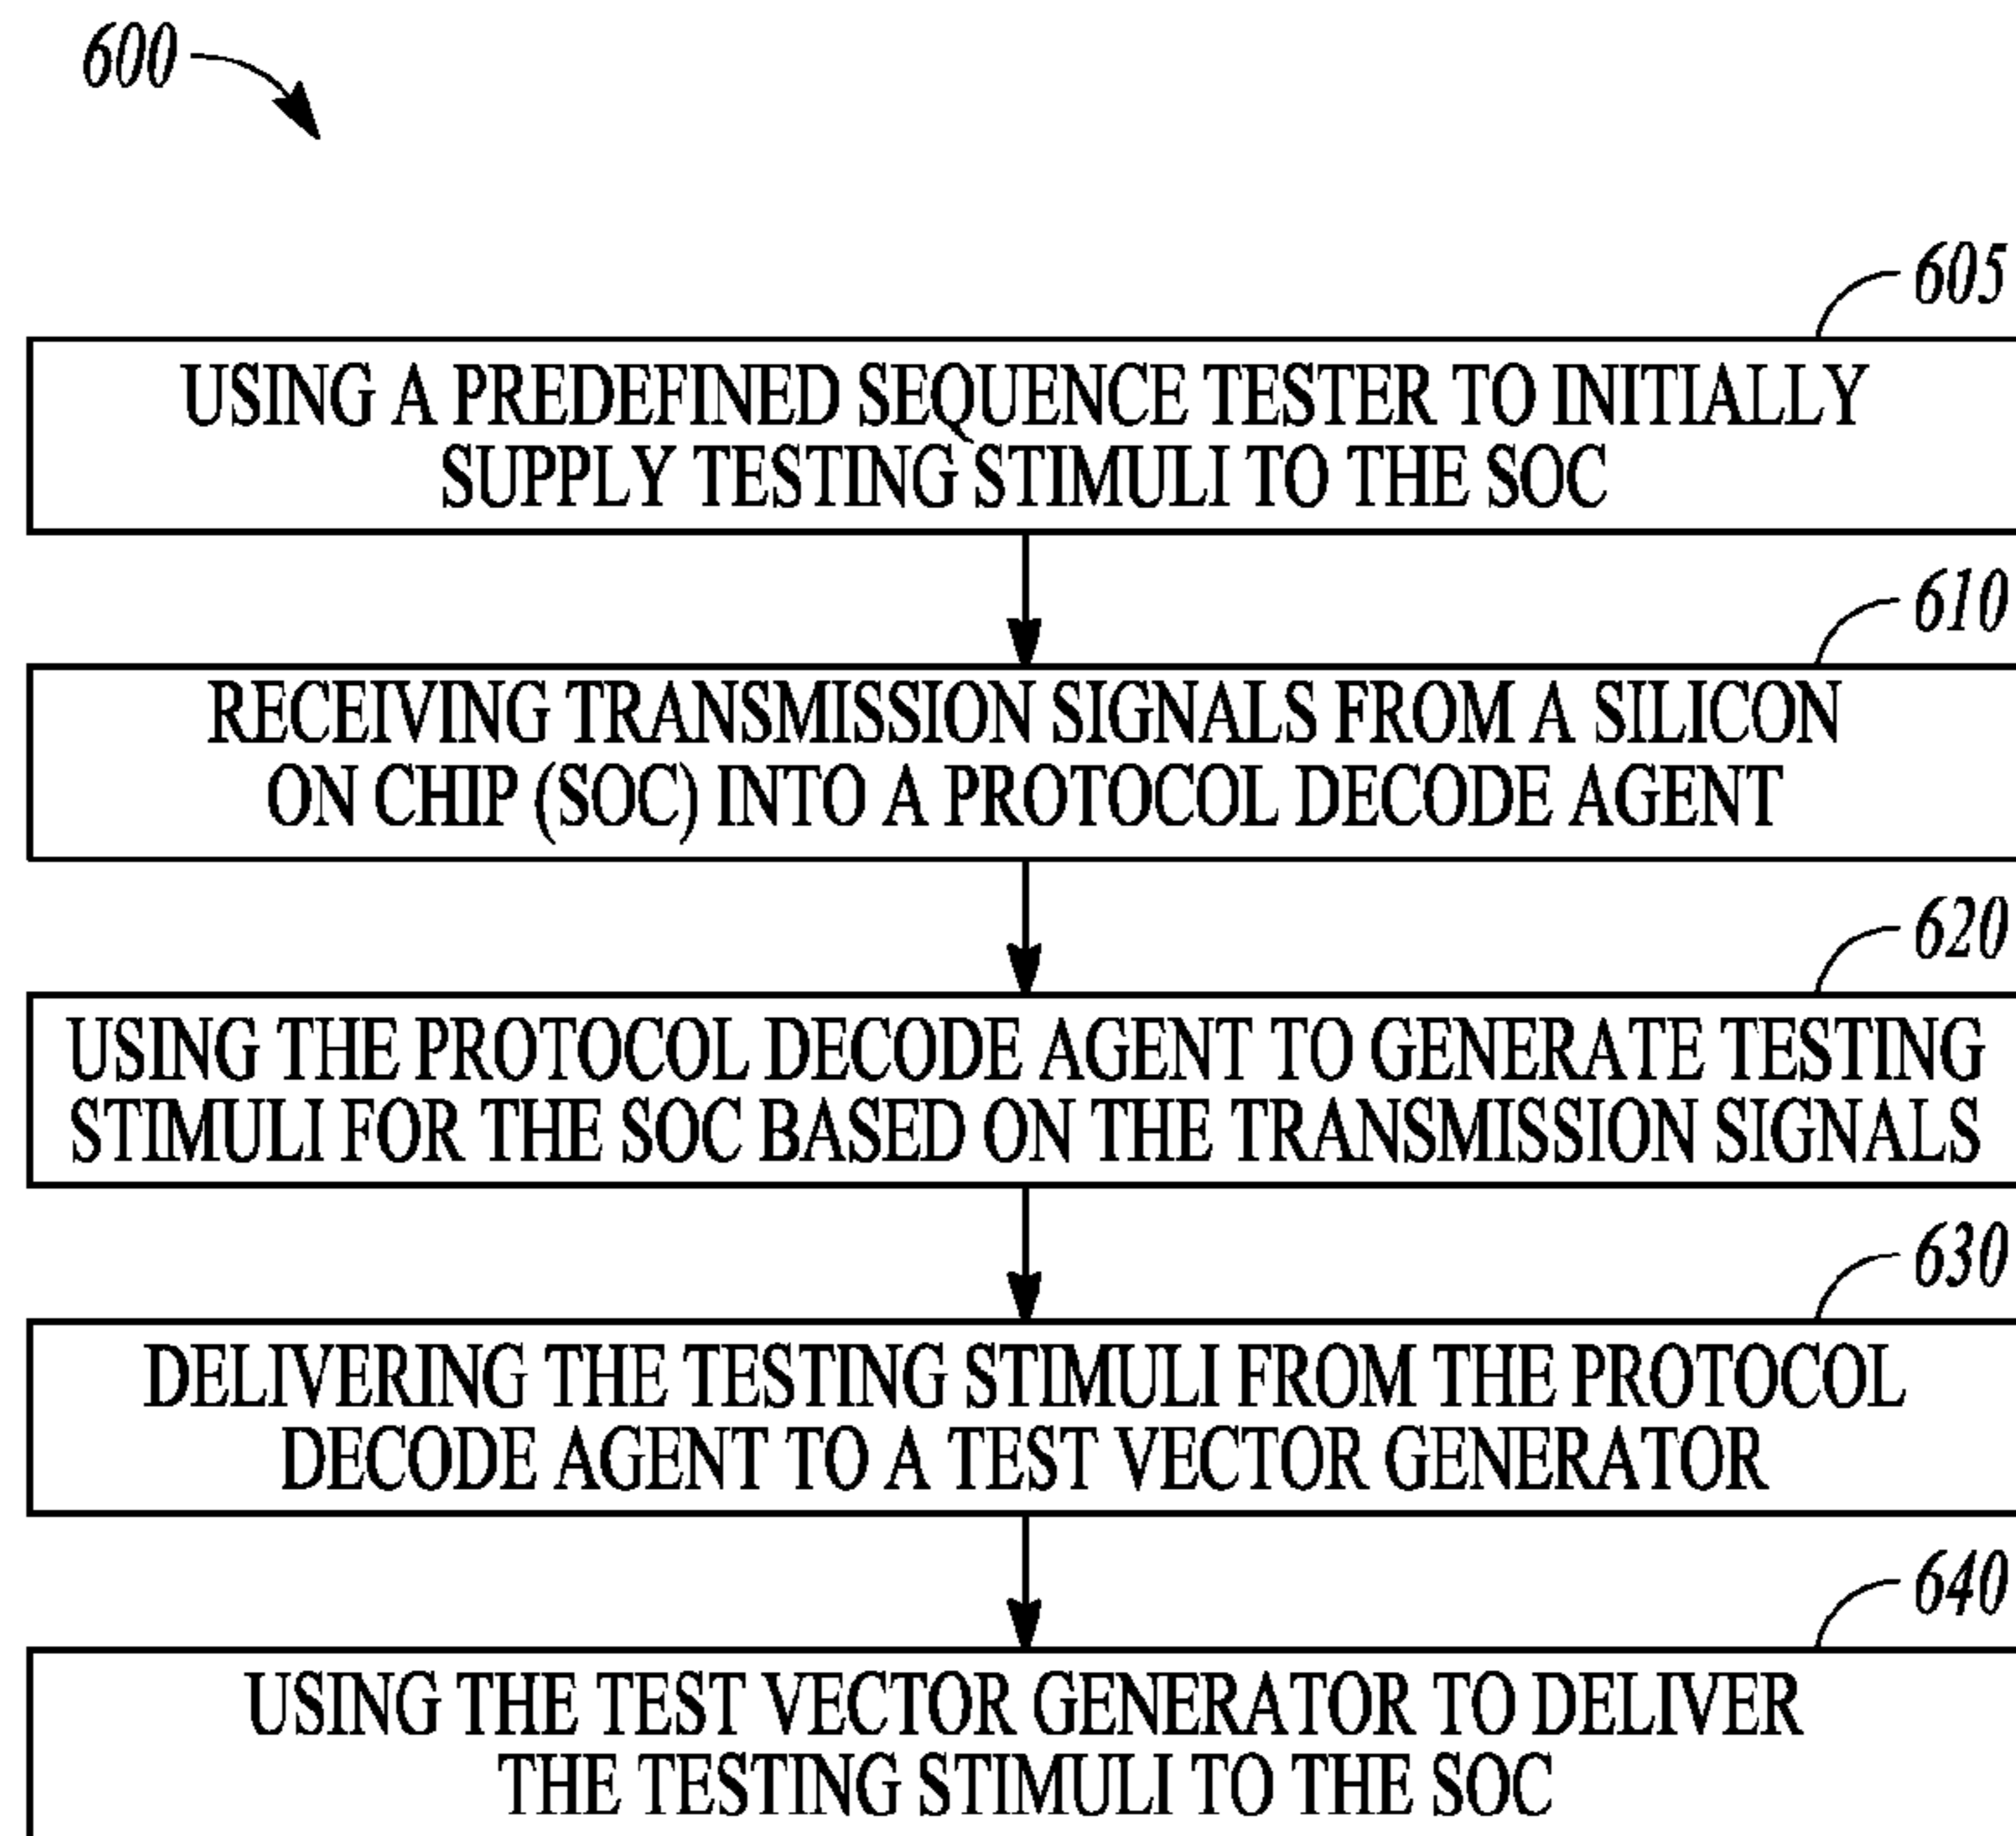 600
605
USING A PREDEFINED SEQUENCE TESTER TO INITIALLY
SUPPLY TESTING STIMULI TO THE SOC
610
RECEIVING TRANSMISSION SIGNALS FROM A SILICON
ON CHIP (SOC) INTO A PROTOCOL DECODE AGENT
620
USING THE PROTOCOL DECODE AGENT TO GENERATE TESTING
STIMULI FOR THE SOC BASED ON THE TRANSMISSION SIGNALS
630
DELIVERING THE TESTING STIMULI FROM THE PROTOCOL
DECODE AGENT TO A TEST VECTOR GENERATOR
640
USING THE TEST VECTOR GENERATOR TO DELIVER
THE TESTING STIMULI TO THE SOC